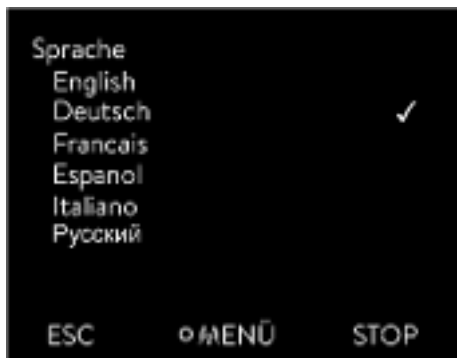 Sprache
English
Deutsch ✓
Francais
Espanol
Italiano
Русский
ESC MENÜ STOP